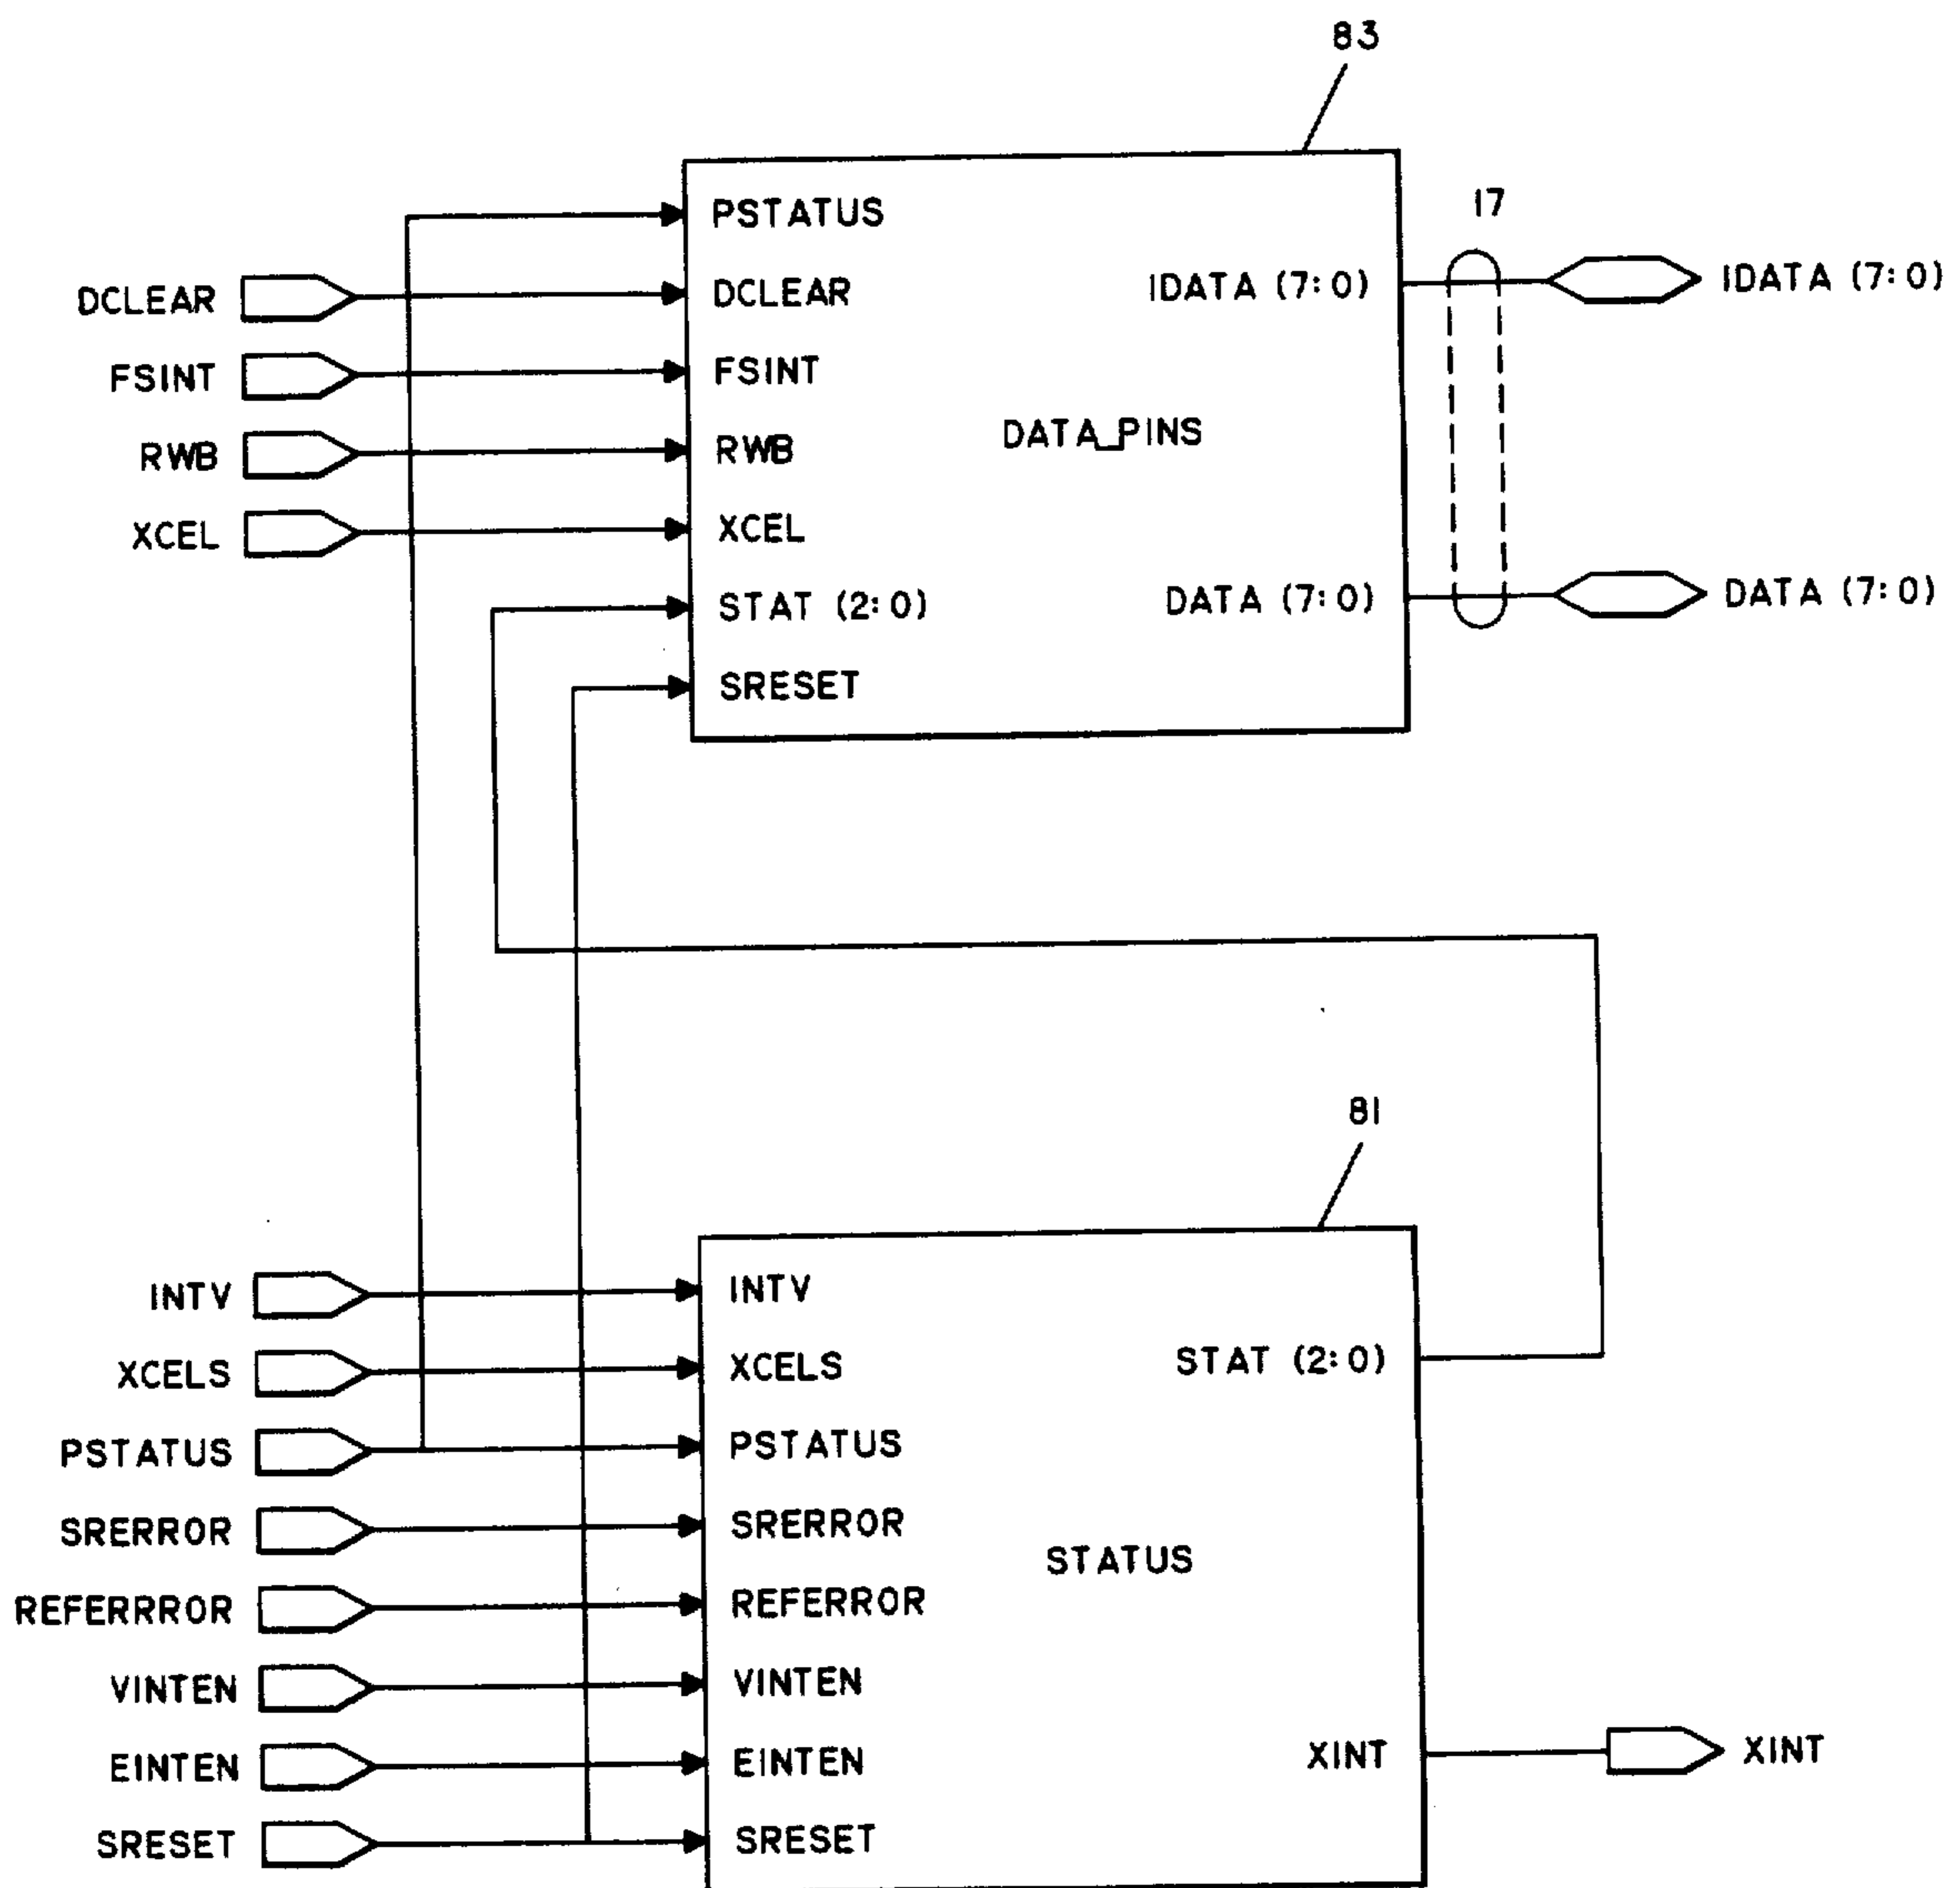 83
PSTATUS
17
DCLEAR
DCLEAR
IDATA (7:0)
IDATA (7:0)
FSINT
FSINT
DATA_PINS
RWB
RWB
XCEL
XCEL
STAT (2:0)
DATA (7:0)
DATA (7:0)
SRESET
81
INTV
INTV
XCELS
XCELS
STAT (2:0)
PSTATUS
PSTATUS
SRERROR
SRERROR
STATUS
REFERRROR
REFERROR
VINTEN
VINTEN
EINTEN
EINTEN
XINT
XINT
SRESET
SRESET